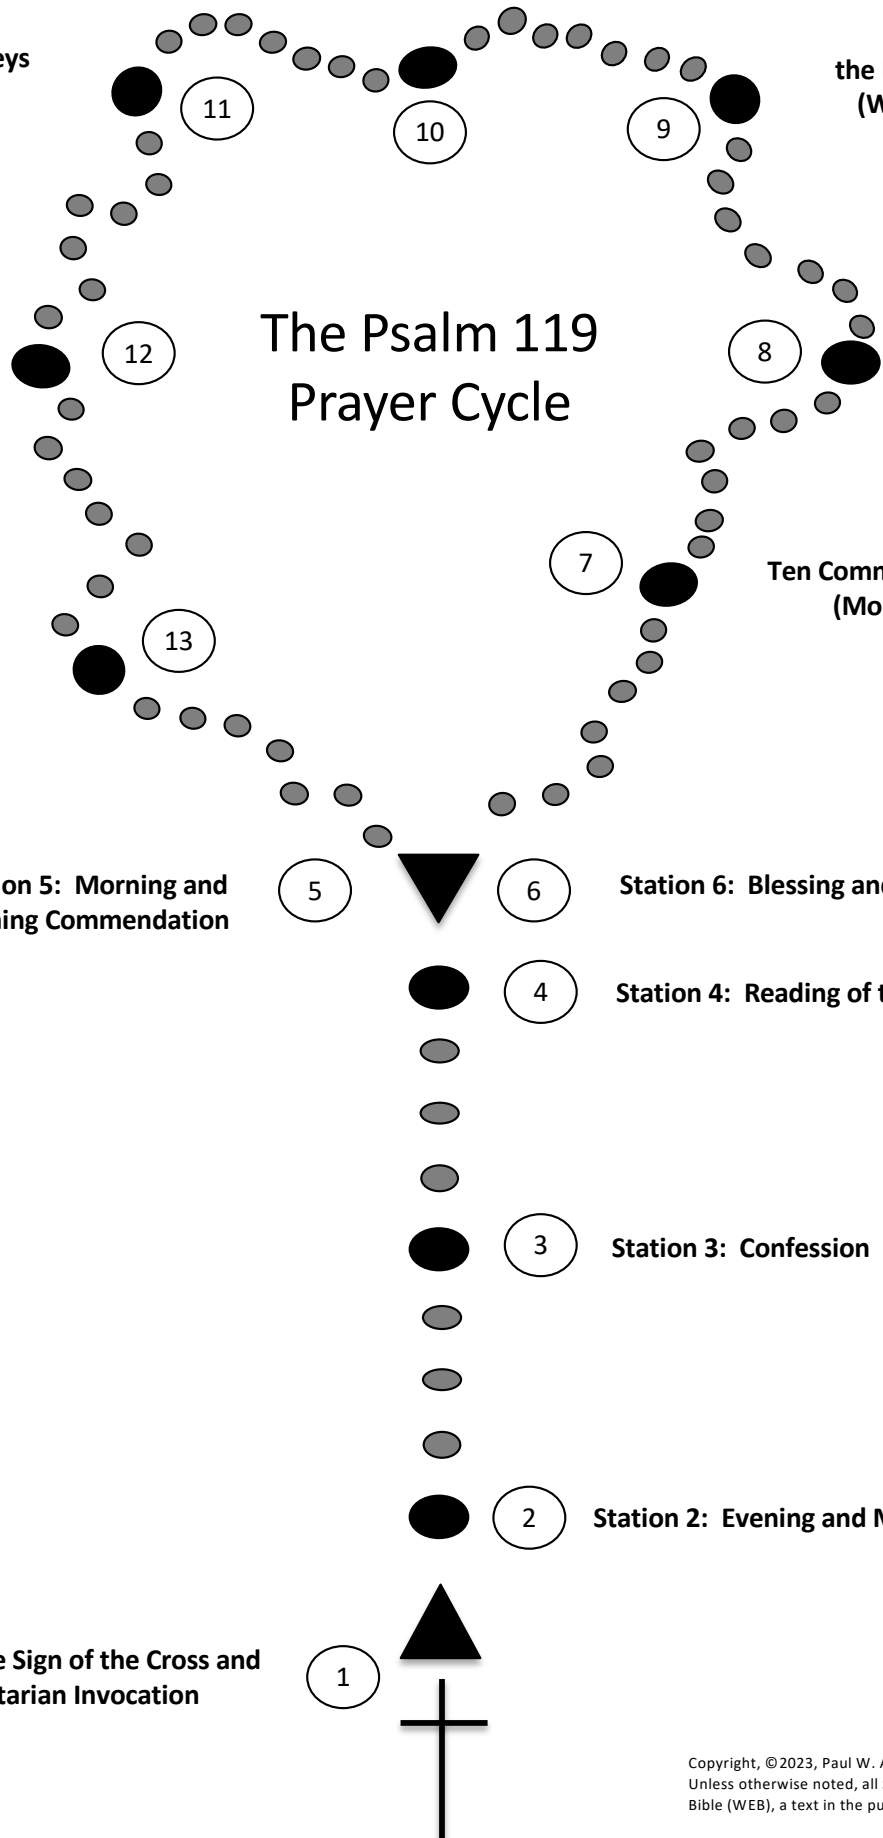 eys
11
10
9
the
(W
The Psalm 119
Prayer Cycle
12
8
7
Ten Comm
(Mo
13
on 5: Morning and
ing Commendation
5
6
Station 6: Blessing and
4
Station 4: Reading of t
3
Station 3: Confession
2
Station 2: Evening and M
e Sign of the Cross and
tarian Invocation
1
Copyright, ©2023, Paul W. A
Unless otherwise noted, all
Bible (WEB), a text in the pu